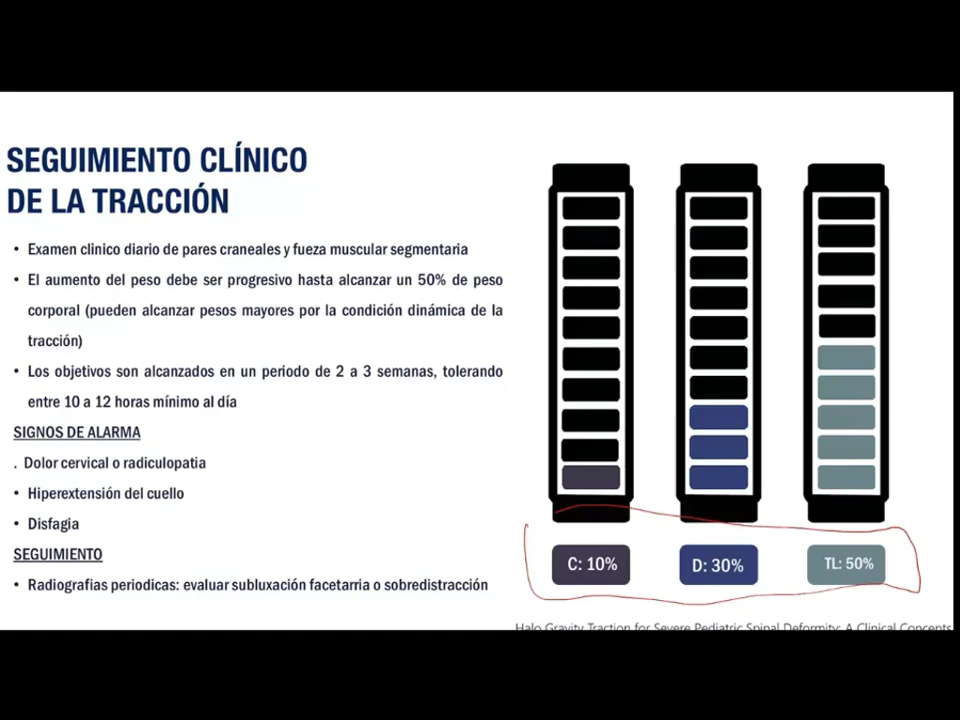 SEGUIMIENTO CLÍNICO
DE LA TRACCIÓN
• Examen clinico diario de pares craneales y fueza muscular segmentaria
• El aumento del peso debe ser progresivo hasta alcanzar un 50% de peso
corporal (pueden alcanzar pesos mayores por la condición dinámica de la
tracción)
• Los objetivos son alcanzados en un periodo de 2 a 3 semanas, tolerando
entre 10 a 12 horas mínimo al día
SIGNOS DE ALARMA
. Dolor cervical o radiculopatia
• Hiperextensión del cuello
• Disfagia
SEGUIMIENTO
• Radiografias periodicas: evaluar subluxación facetarria o sobredistracción
C: 10%
D: 30%
TL: 50%
Halo Gravity Traction for Severe Pediatric Spinal Deformity: A Clinical Concepts